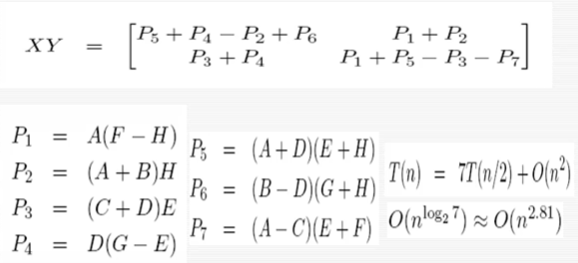 XY = [ P₅ + P₄ − P₂ + P₆    P₁ + P₂
P₃ + P₄    P₁ + P₅ − P₃ − P₇ ]
P₁ = A(F − H)
P₂ = (A + B)H
P₃ = (C + D)E
P₄ = D(G − E)
P₅ = (A + D)(E + H)
P₆ = (B − D)(G + H)
P₇ = (A − C)(E + F)
T(n) = 7T(n/2) + O(n²)
O(n^{log₂ 7}) ≈ O(n^{2.81})